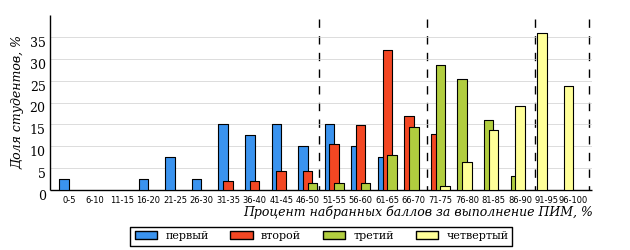 Доля студентов, %
35
30
25
20
15
10
5
0
0-5 6-10 11-15 16-20 21-25 26-30 31-35 36-40 41-45 46-50 51-55 56-60 61-65 66-70 71-75 76-80 81-85 86-90 91-95 96-100
Процент набранных баллов за выполнение ПИМ, %
первый второй третий четвертый